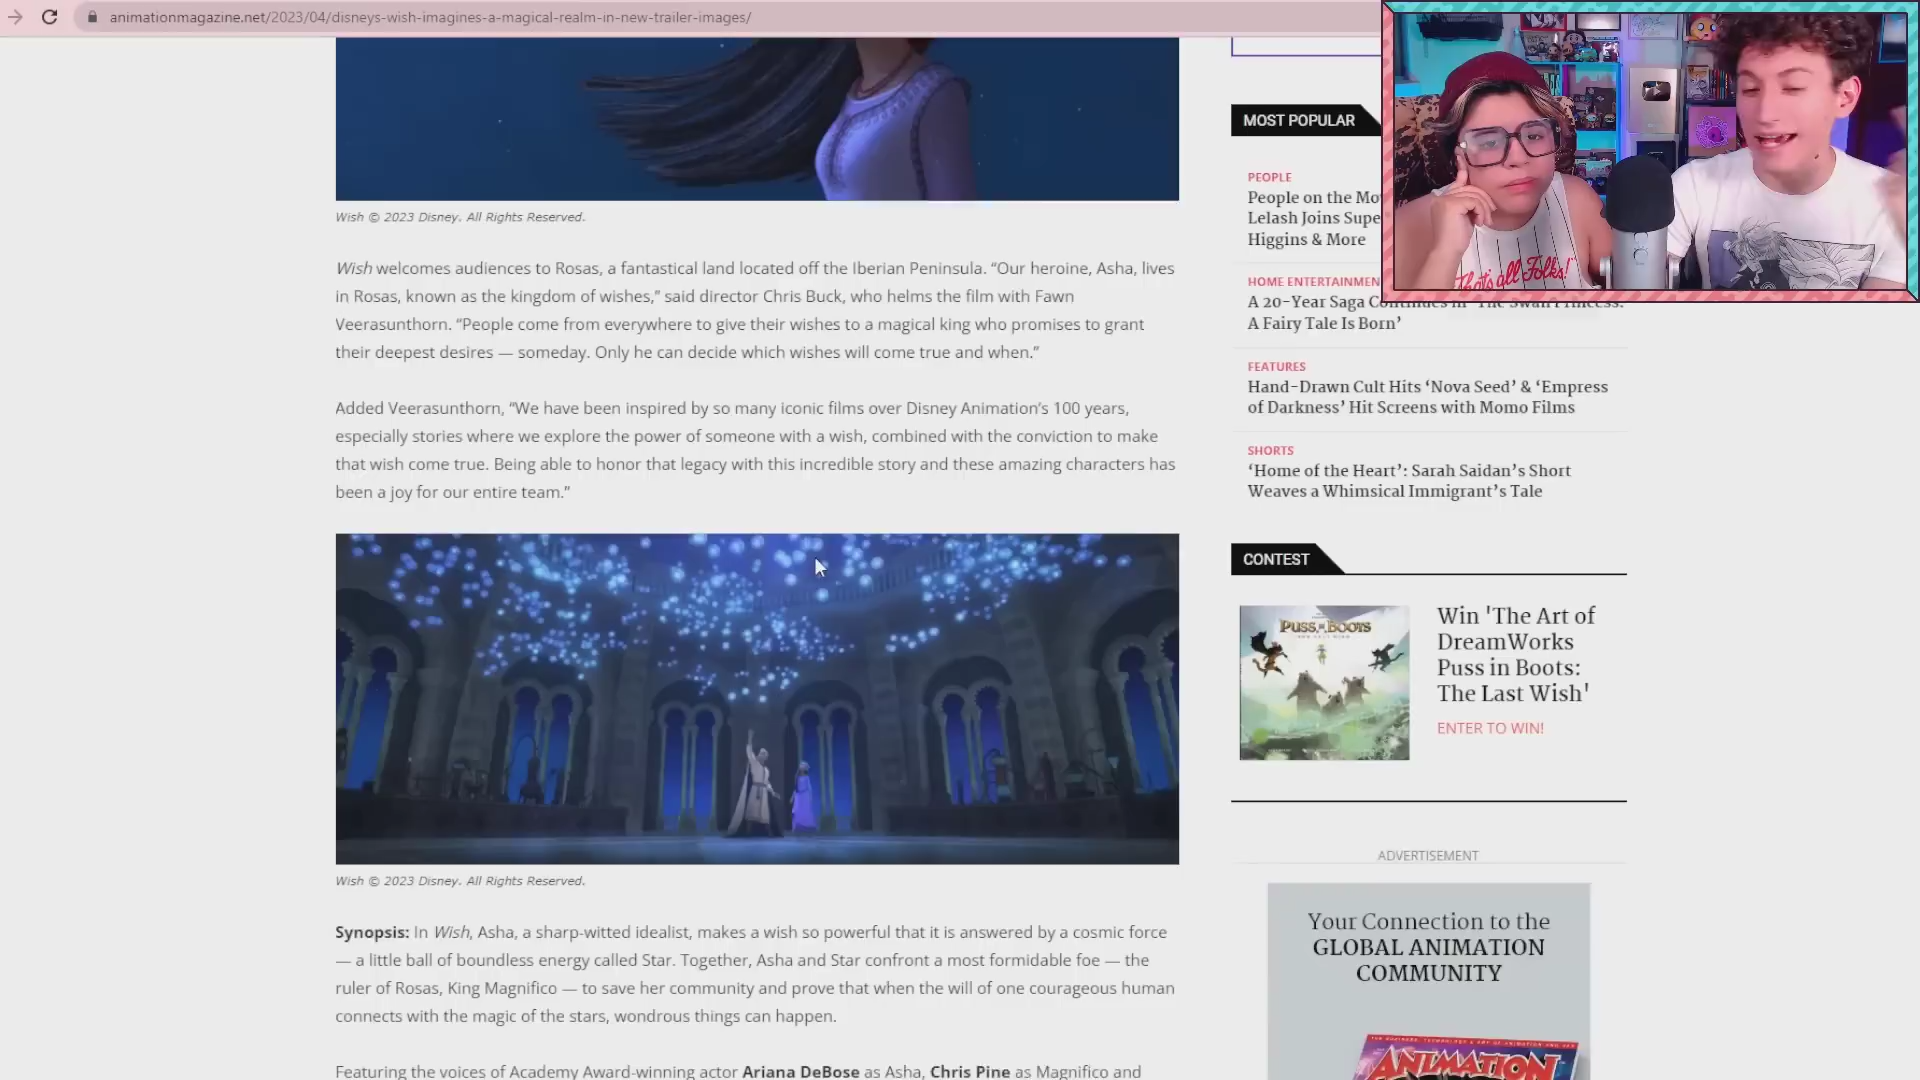 animationmagazine.net/2023/04/disneys-wish-imagines-a-magical-realm-in-new-trailer-images/
Wish © 2023 Disney. All Rights Reserved.
Wish welcomes audiences to Rosas, a fantastical land located off the Iberian Peninsula. “Our heroine, Asha, lives
in Rosas, known as the kingdom of wishes,” said director Chris Buck, who helms the film with Fawn
Veerasunthorn. “People come from everywhere to give their wishes to a magical king who promises to grant
their deepest desires — someday. Only he can decide which wishes will come true and when.”
Added Veerasunthorn, “We have been inspired by so many iconic films over Disney Animation’s 100 years,
especially stories where we explore the power of someone with a wish, combined with the conviction to make
that wish come true. Being able to honor that legacy with this incredible story and these amazing characters has
been a joy for our entire team.”
Wish © 2023 Disney. All Rights Reserved.
Synopsis: In Wish, Asha, a sharp-witted idealist, makes a wish so powerful that it is answered by a cosmic force
— a little ball of boundless energy called Star. Together, Asha and Star confront a most formidable foe — the
ruler of Rosas, King Magnifico — to save her community and prove that when the will of one courageous human
connects with the magic of the stars, wondrous things can happen.
Featuring the voices of Academy Award-winning actor Ariana DeBose as Asha, Chris Pine as Magnifico and
MOST POPULAR
PEOPLE
People on the Mo
Lelash Joins Supe
Higgins & More
HOME ENTERTAINMEN
A 20-Year Saga Continues in ‘The Swan Princess:
A Fairy Tale Is Born’
FEATURES
Hand-Drawn Cult Hits ‘Nova Seed’ & ‘Empress
of Darkness’ Hit Screens with Momo Films
SHORTS
‘Home of the Heart’: Sarah Saidan’s Short
Weaves a Whimsical Immigrant’s Tale
CONTEST
PUSS IN BOOTS
Win 'The Art of
DreamWorks
Puss in Boots:
The Last Wish'
ENTER TO WIN!
ADVERTISEMENT
Your Connection to the
GLOBAL ANIMATION
COMMUNITY
ANIMATION
That's all Folks!